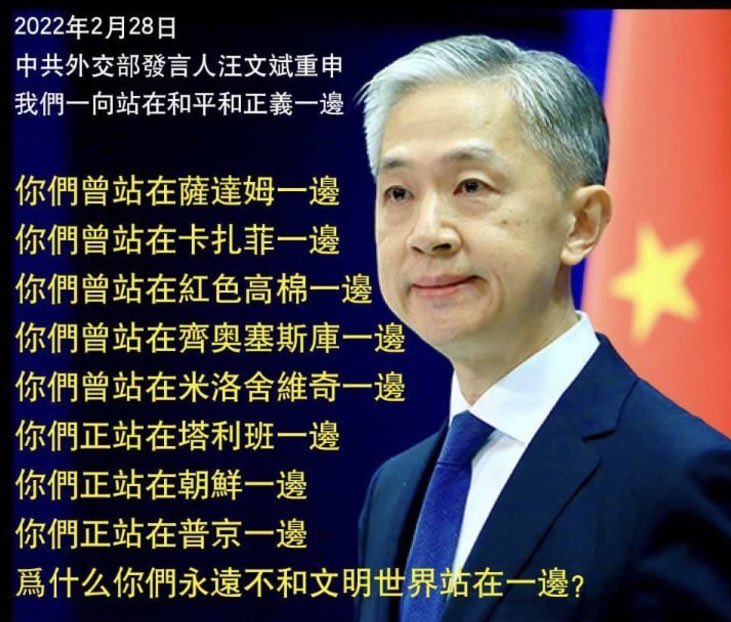 2022年2月28日
中共外交部發言人汪文斌重申
我們一向站在和平和正義一邊
你們曾站在薩達姆一邊
你們曾站在卡扎菲一邊
你們曾站在紅色高棉一邊
你們曾站在齊奧塞斯庫一邊
你們曾站在米洛舍維奇一邊
你們正站在塔利班一邊
你們正站在朝鮮一邊
你們正站在普京一邊
爲什么你們永遠不和文明世界站在一邊?